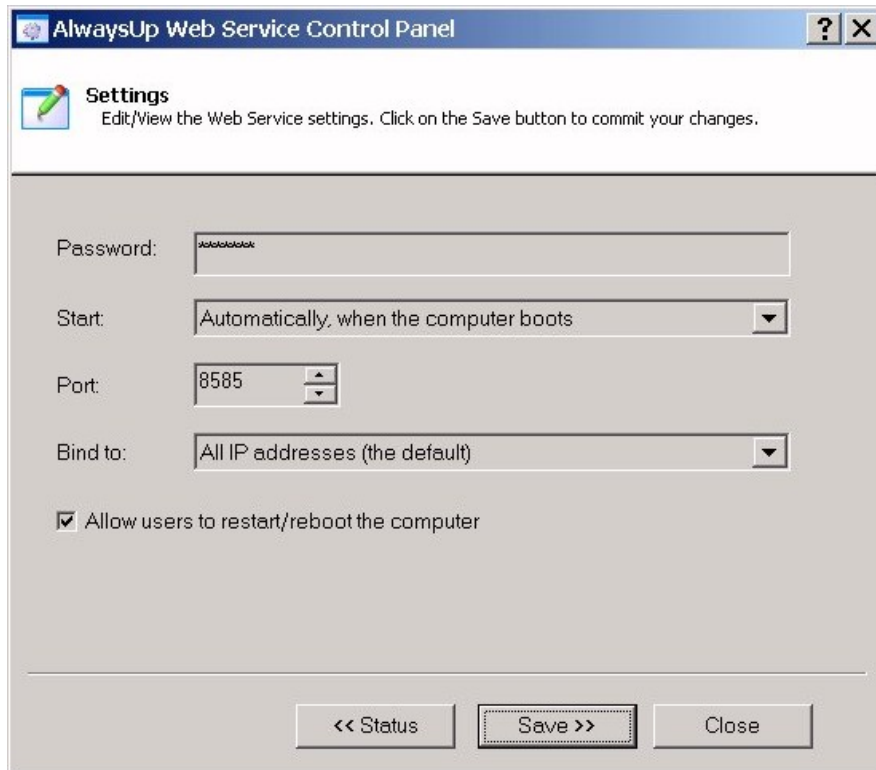 AlwaysUp Web Service Control Panel
Settings
Edit/View the Web Service settings. Click on the Save button to commit your changes.
Password: ********
Start: Automatically, when the computer boots
Port: 8585
Bind to: All IP addresses (the default)
Allow users to restart/reboot the computer
<< Status Save >> Close